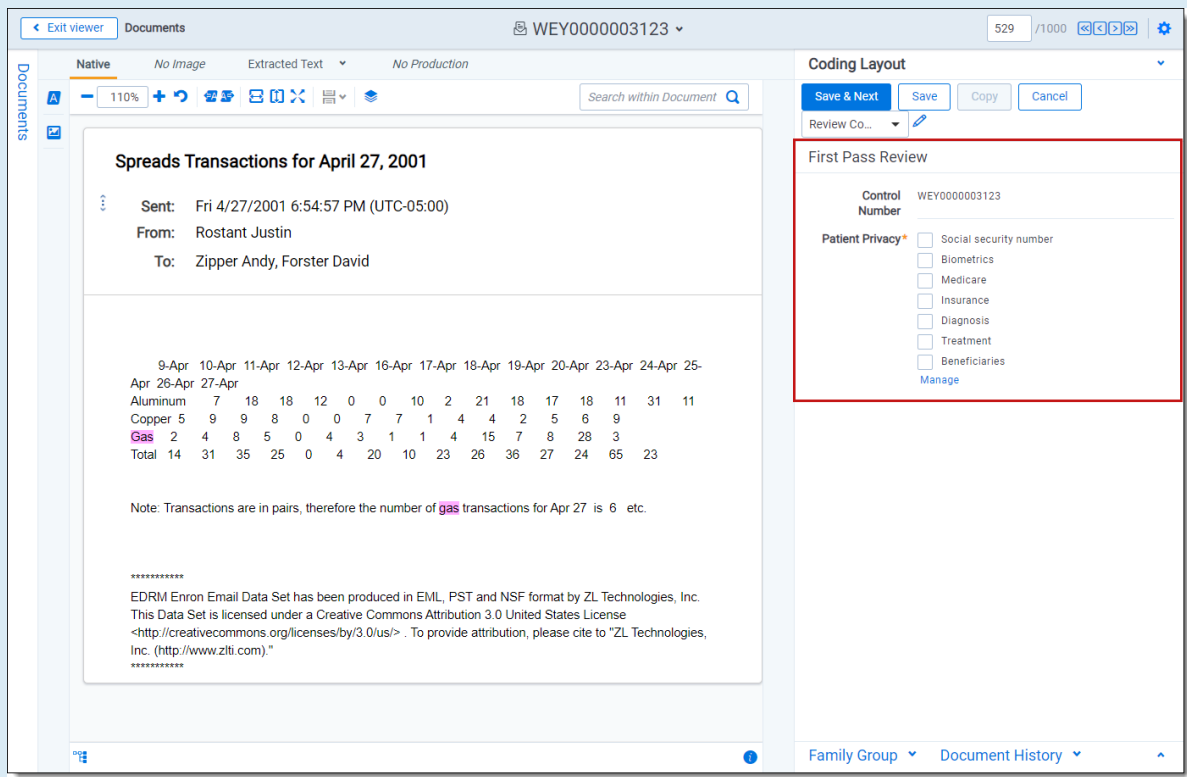 Exit viewer Documents WEY0000003123 529 /1000
Documents
Native No Image Extracted Text No Production
110% Search within Document
Spreads Transactions for April 27, 2001
Sent: Fri 4/27/2001 6:54:57 PM (UTC-05:00)
From: Rostant Justin
To: Zipper Andy, Forster David
9-Apr 10-Apr 11-Apr 12-Apr 13-Apr 16-Apr 17-Apr 18-Apr 19-Apr 20-Apr 23-Apr 24-Apr 25-
Apr 26-Apr 27-Apr
Aluminum 7 18 18 12 0 0 10 2 21 18 17 18 11 31 11
Copper 5 9 9 8 0 0 7 7 1 4 4 2 5 6 9
Gas 2 4 8 5 0 4 3 1 1 4 15 7 8 28 3
Total 14 31 35 25 0 4 20 10 23 26 36 27 24 65 23
Note: Transactions are in pairs, therefore the number of gas transactions for Apr 27 is 6 etc.
***********
EDRM Enron Email Data Set has been produced in EML, PST and NSF format by ZL Technologies, Inc.
This Data Set is licensed under a Creative Commons Attribution 3.0 United States License
<http://creativecommons.org/licenses/by/3.0/us/> . To provide attribution, please cite to "ZL Technologies,
Inc. (http://www.zlti.com)."
***********
Coding Layout
Save & Next Save Copy Cancel
Review Co...
First Pass Review
Control WEY0000003123
Number
Patient Privacy* Social security number
Biometrics
Medicare
Insurance
Diagnosis
Treatment
Beneficiaries
Manage
Family Group Document History